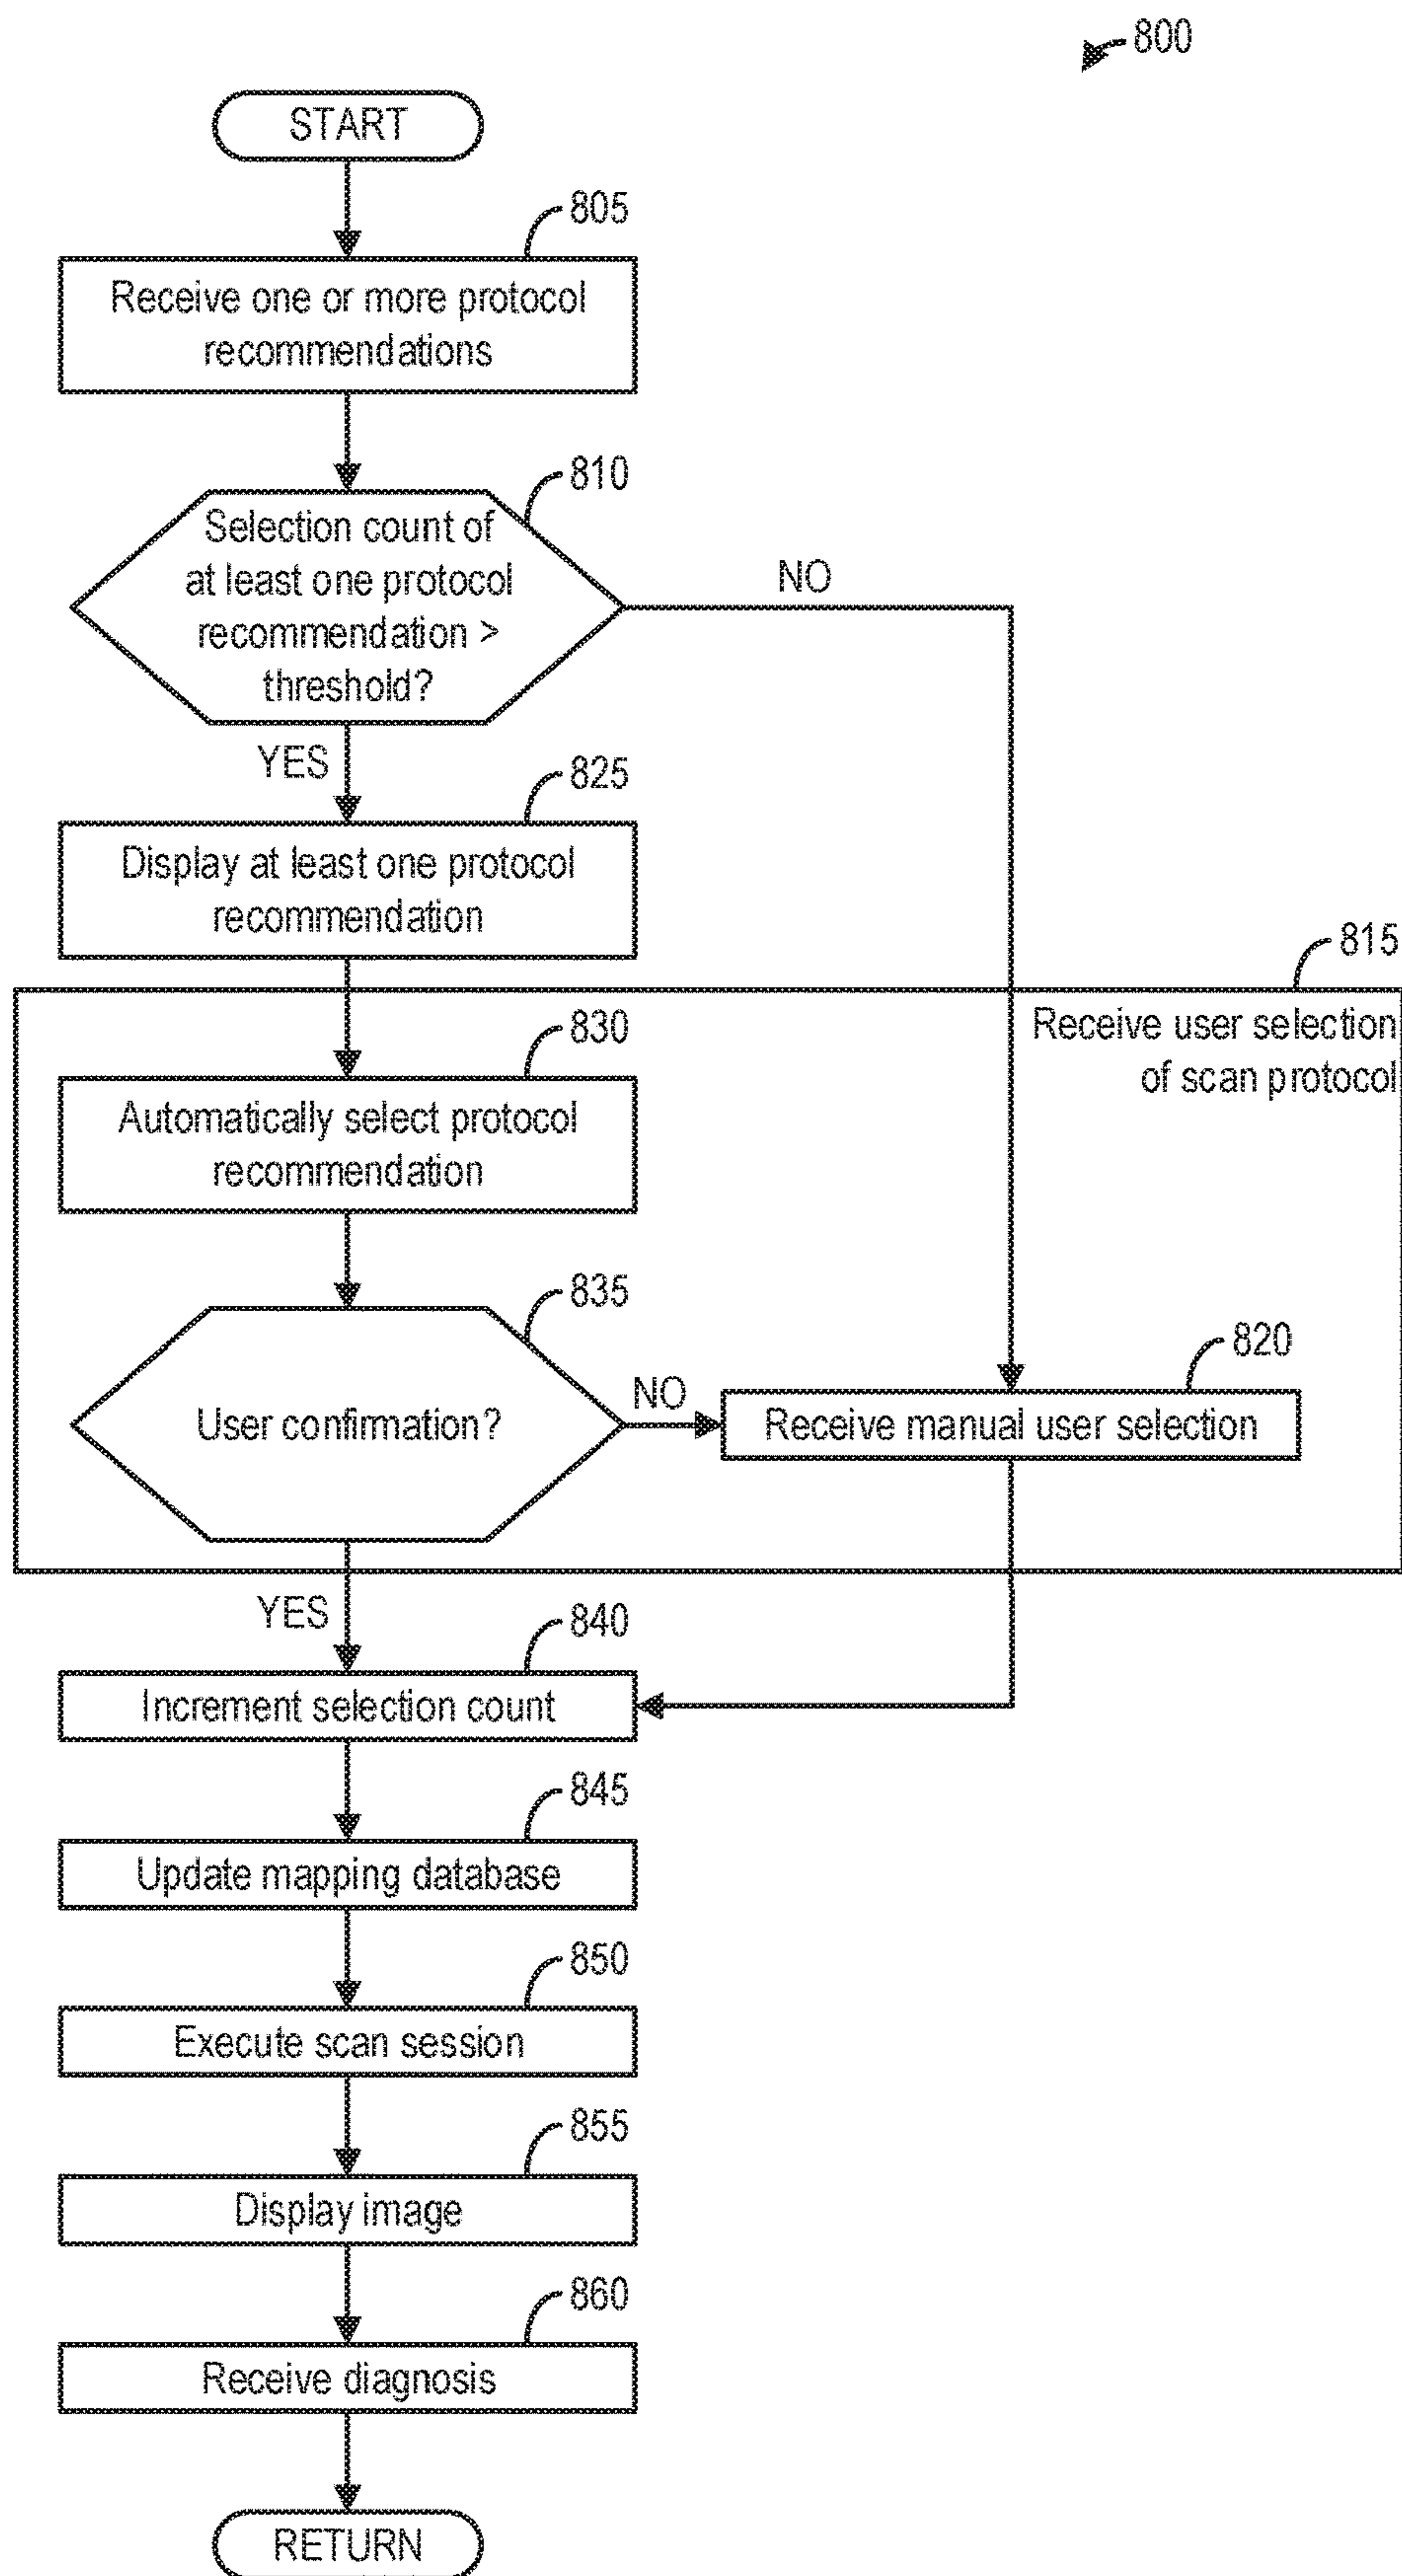 800
START
805
Receive one or more protocol
recommendations
810
Selection count of
at least one protocol
recommendation >
threshold?
NO
YES
825
Display at least one protocol
recommendation
815
Receive user selection
of scan protocol
830
Automatically select protocol
recommendation
835
User confirmation?
NO
820
Receive manual user selection
YES
840
Increment selection count
845
Update mapping database
850
Execute scan session
855
Display image
860
Receive diagnosis
RETURN